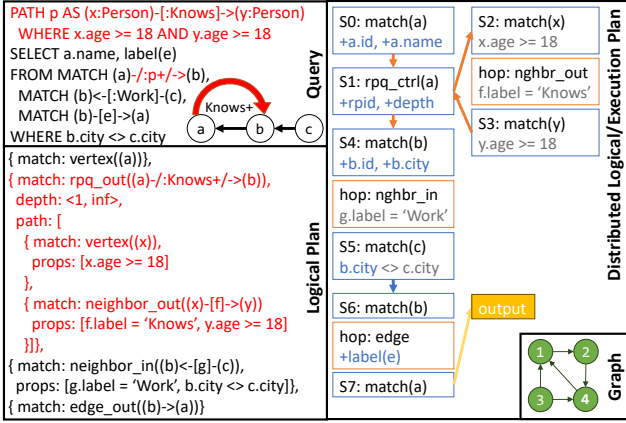 PATH p AS (x:Person)-[:Knows]->(y:Person)
WHERE x.age >= 18 AND y.age >= 18
SELECT a.name, label(e)
FROM MATCH (a)-/:p+/->(b),
MATCH (b)<-[:Work]-(c),
MATCH (b)-[e]->(a)
WHERE b.city <> c.city
Knows+
a
b
c
Query
{ match: vertex((a))},
{ match: rpq_out((a)-/:Knows+/->(b)),
depth: <1, inf>,
path: [
{ match: vertex((x)),
props: [x.age >= 18]
},
{ match: neighbor_out((x)-[f]->(y))
props: [f.label = ‘Knows’, y.age >= 18]
}]},
{ match: neighbor_in((b)<-[g]-(c)),
props: [g.label = ‘Work’, b.city <> c.city]},
{ match: edge_out((b)->(a))}
Logical Plan
S0: match(a)
+a.id, +a.name
S1: rpq_ctrl(a)
+rpid, +depth
S4: match(b)
+b.id, +b.city
hop: nghbr_in
g.label = ‘Work’
S5: match(c)
b.city <> c.city
S6: match(b)
hop: edge
+label(e)
S7: match(a)
S2: match(x)
x.age >= 18
hop: nghbr_out
f.label = ‘Knows’
S3: match(y)
y.age >= 18
output
Distributed Logical/Execution Plan
1
2
3
4
Graph